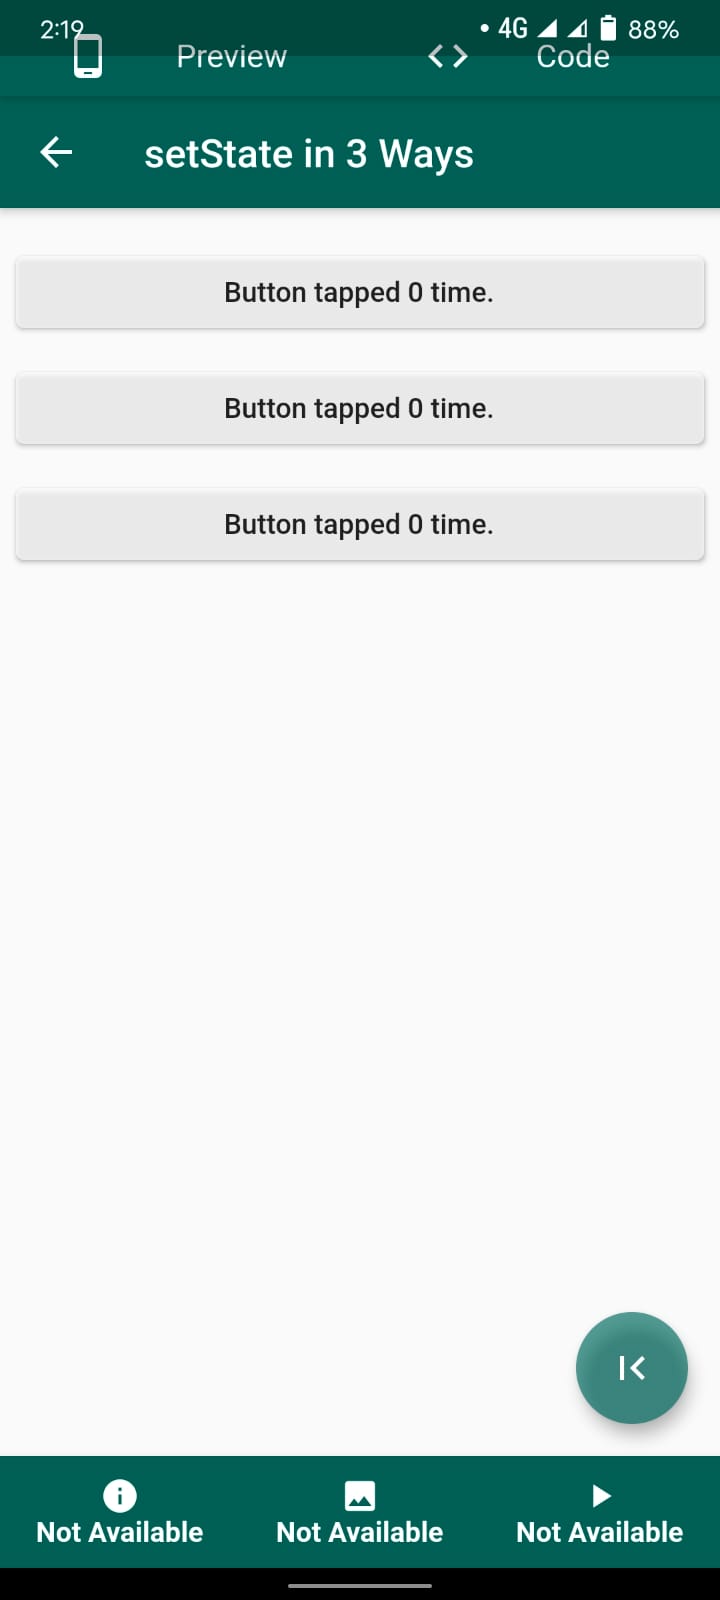 2:19 4G 88%
Preview Code
setState in 3 Ways
Button tapped 0 time.
Button tapped 0 time.
Button tapped 0 time.
Not Available Not Available Not Available